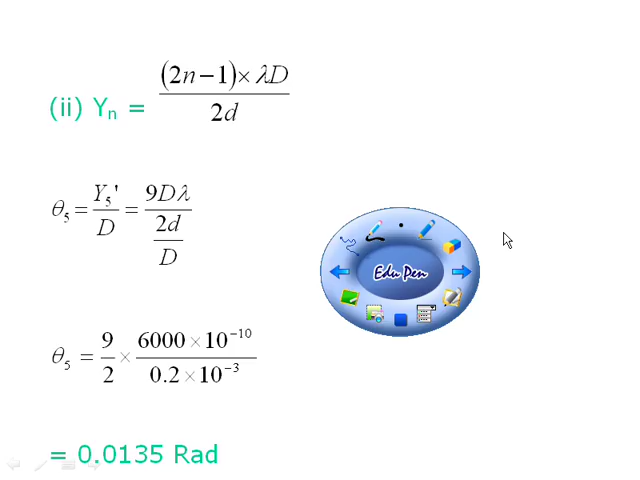 (ii) Yₙ = (2n−1)×λD / 2d
θ₅ = Y₅' / D = 9Dλ / 2d / D
Edu Pen
θ₅ = 9/2 × 6000×10⁻¹⁰ / 0.2×10⁻³
= 0.0135 Rad